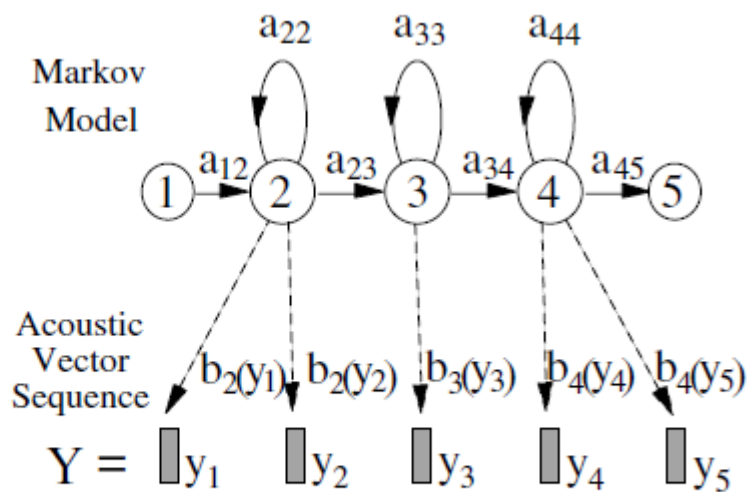 a₂₂ a₃₃ a₄₄
Markov
Model
a₁₂ a₂₃ a₃₄ a₄₅
1 2 3 4 5
Acoustic
Vector
Sequence
b₂(y₁) b₂(y₂) b₃(y₃) b₄(y₄) b₄(y₅)
Y = y₁ y₂ y₃ y₄ y₅